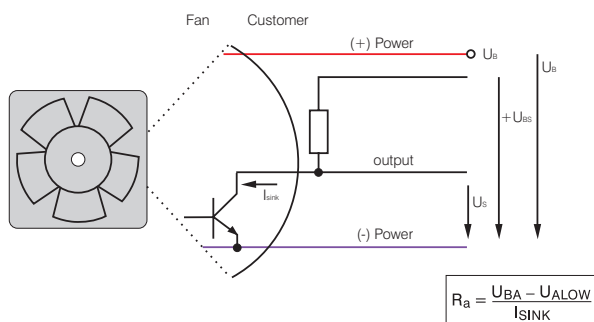 Fan Customer
(+) Power
UB
UB
+UBS
output
Isink
US
(-) Power
Ra = UBA – UALOW
ISINK